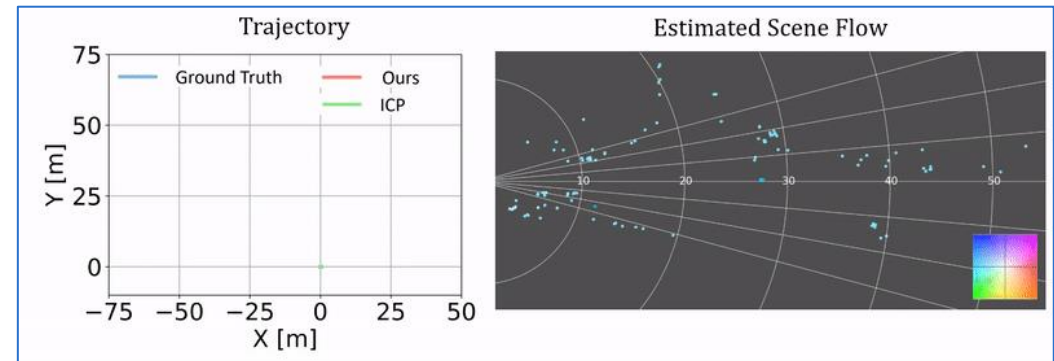 Trajectory
Estimated Scene Flow
75
Ground Truth
Ours
ICP
50
Y [m]
25
0
−75 −50 −25 0 25 50
X [m]
10 20 30 40 50